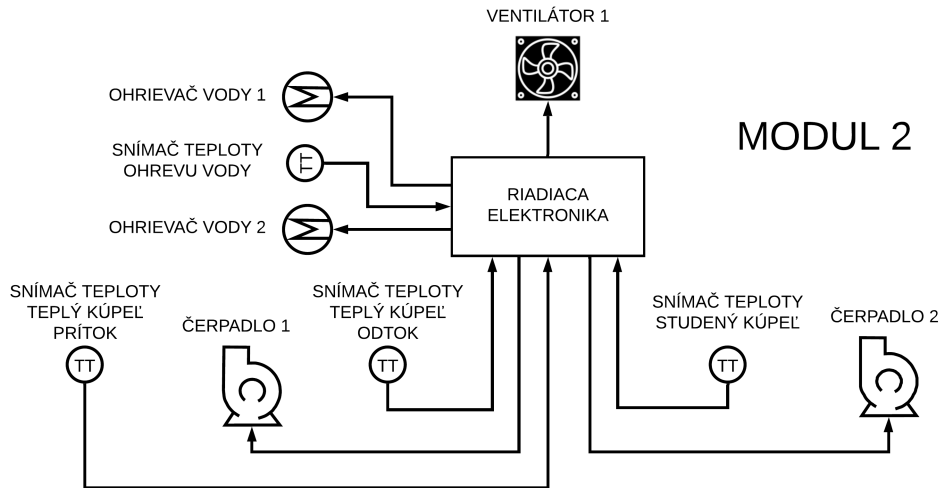 VENTILÁTOR 1
OHRIEVAČ VODY 1
MODUL 2
SNÍMAČ TEPLOTY
OHREVU VODY
TT
RIADIACA
ELEKTRONIKA
OHRIEVAČ VODY 2
SNÍMAČ TEPLOTY
TEPLÝ KÚPEĽ
PRÍTOK
TT
ČERPADLO 1
SNÍMAČ TEPLOTY
TEPLÝ KÚPEĽ
ODTOK
TT
SNÍMAČ TEPLOTY
STUDENÝ KÚPEĽ
TT
ČERPADLO 2